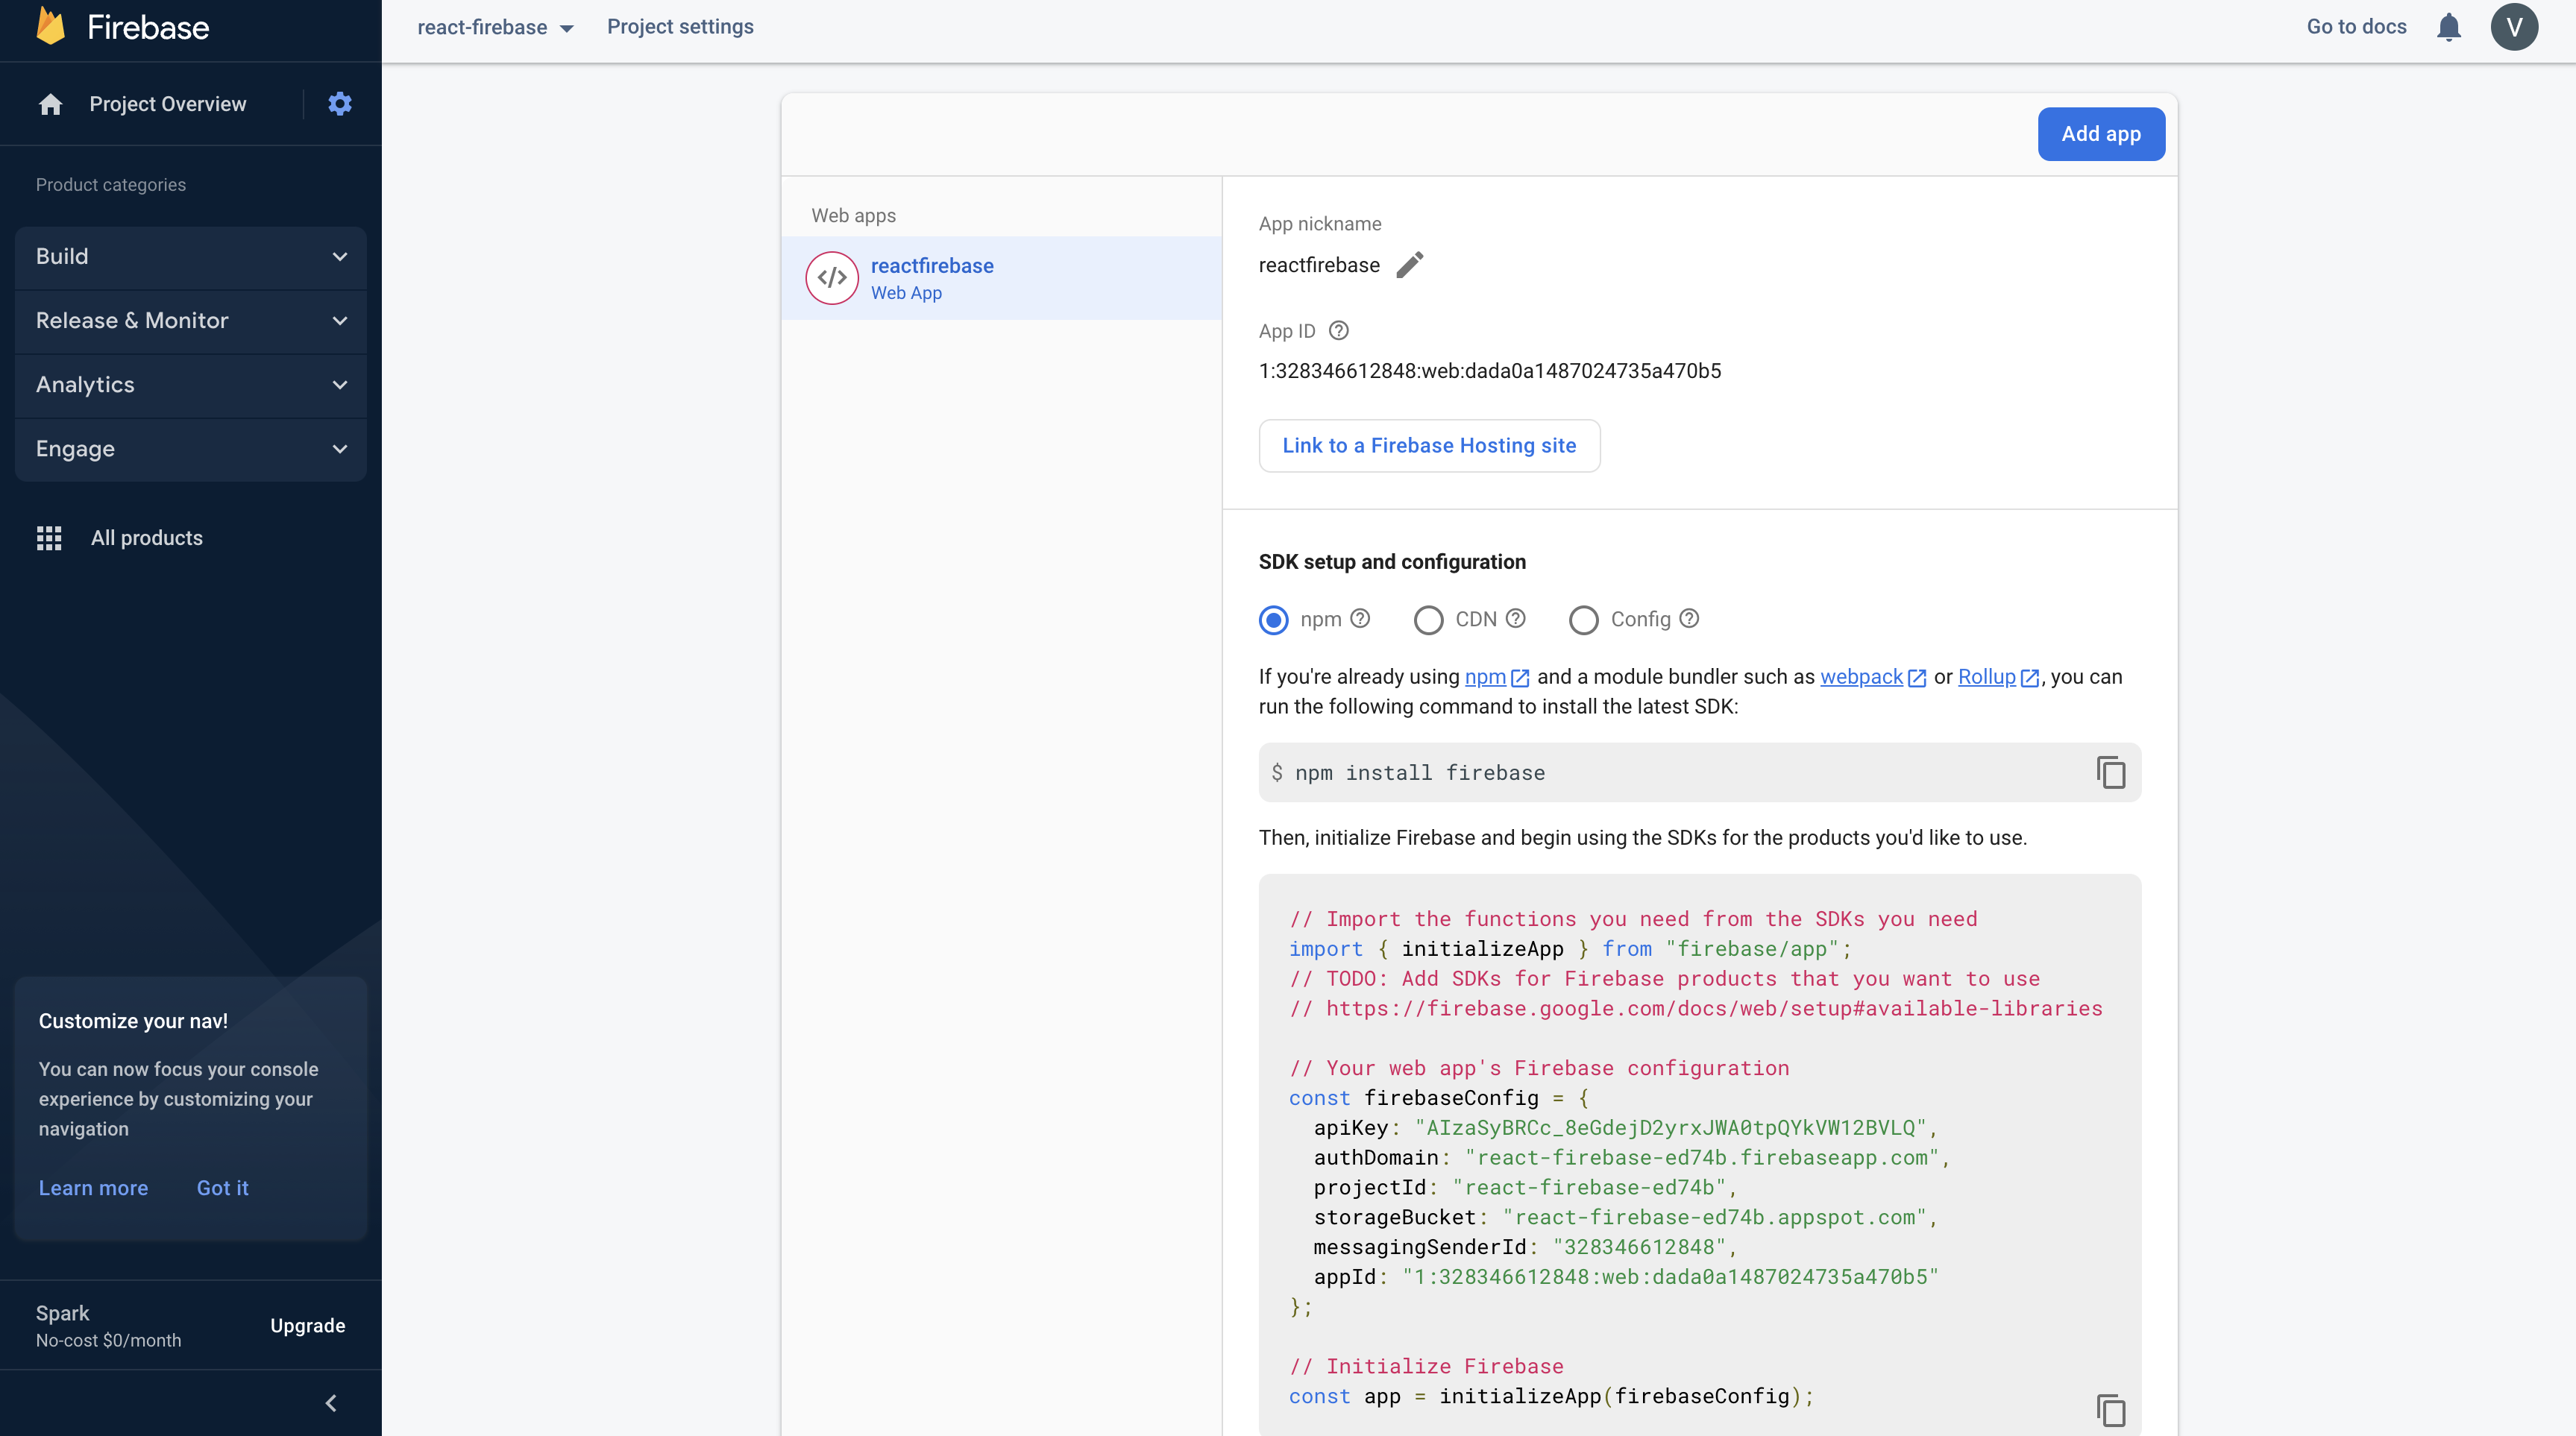 Firebase
react-firebase
Project settings
Go to docs
V
Project Overview
Product categories
Build
Release & Monitor
Analytics
Engage
All products
Customize your nav!
You can now focus your console
experience by customizing your
navigation
Learn more
Got it
Spark
No-cost $0/month
Upgrade
Add app
Web apps
reactfirebase
Web App
App nickname
reactfirebase
App ID
1:328346612848:web:dada0a1487024735a470b5
Link to a Firebase Hosting site
SDK setup and configuration
npm
CDN
Config
If you're already using npm and a module bundler such as webpack or Rollup, you can
run the following command to install the latest SDK:
$ npm install firebase
Then, initialize Firebase and begin using the SDKs for the products you'd like to use.
// Import the functions you need from the SDKs you need
import { initializeApp } from "firebase/app";
// TODO: Add SDKs for Firebase products that you want to use
// https://firebase.google.com/docs/web/setup#available-libraries
// Your web app's Firebase configuration
const firebaseConfig = {
apiKey: "AIzaSyBRCc_8eGdejD2yrxJWA0tpQYkVW12BVLQ",
authDomain: "react-firebase-ed74b.firebaseapp.com",
projectId: "react-firebase-ed74b",
storageBucket: "react-firebase-ed74b.appspot.com",
messagingSenderId: "328346612848",
appId: "1:328346612848:web:dada0a1487024735a470b5"
};
// Initialize Firebase
const app = initializeApp(firebaseConfig);